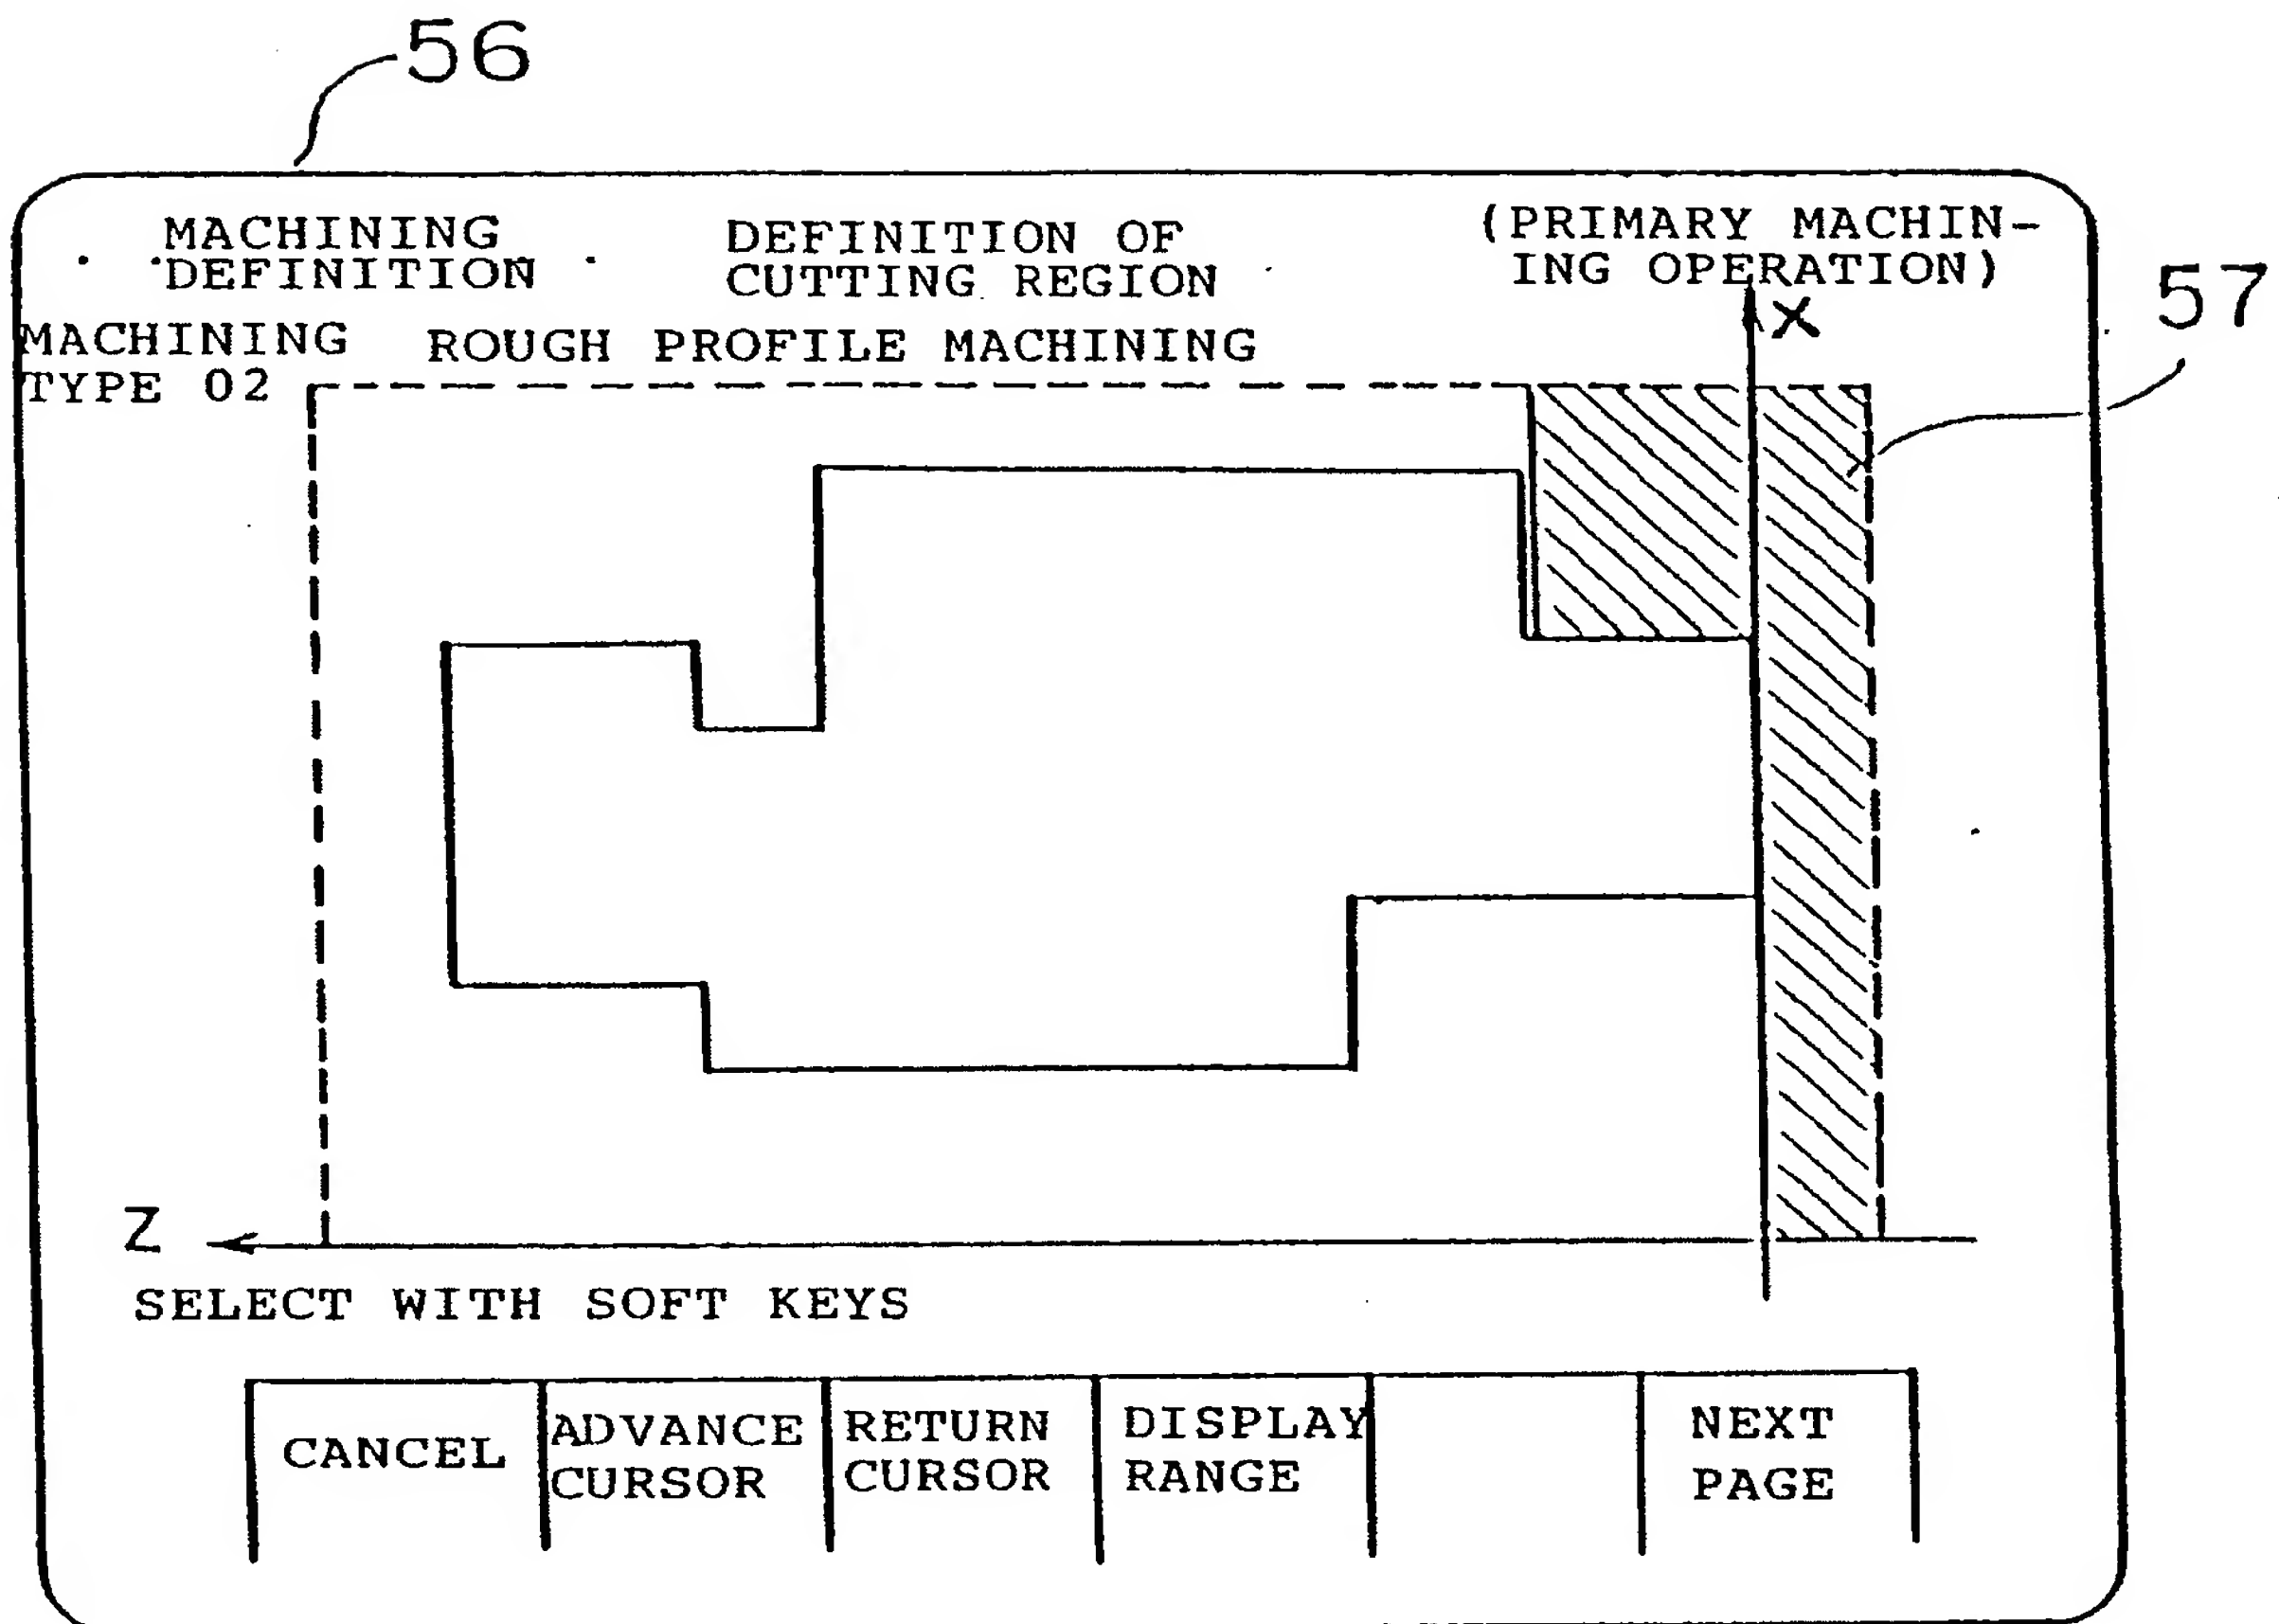 56
MACHINING
DEFINITION
DEFINITION OF
CUTTING REGION
(PRIMARY MACHIN-
ING OPERATION)
57
X
MACHINING
TYPE 02
ROUGH PROFILE MACHINING
Z
SELECT WITH SOFT KEYS
CANCEL
ADVANCE
CURSOR
RETURN
CURSOR
DISPLAY
RANGE
NEXT
PAGE